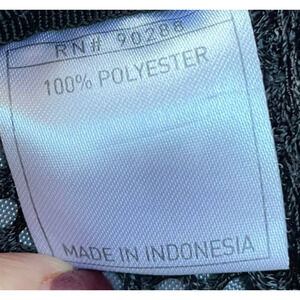 RN# 90288
100% POLYESTER
MADE IN INDONESIA